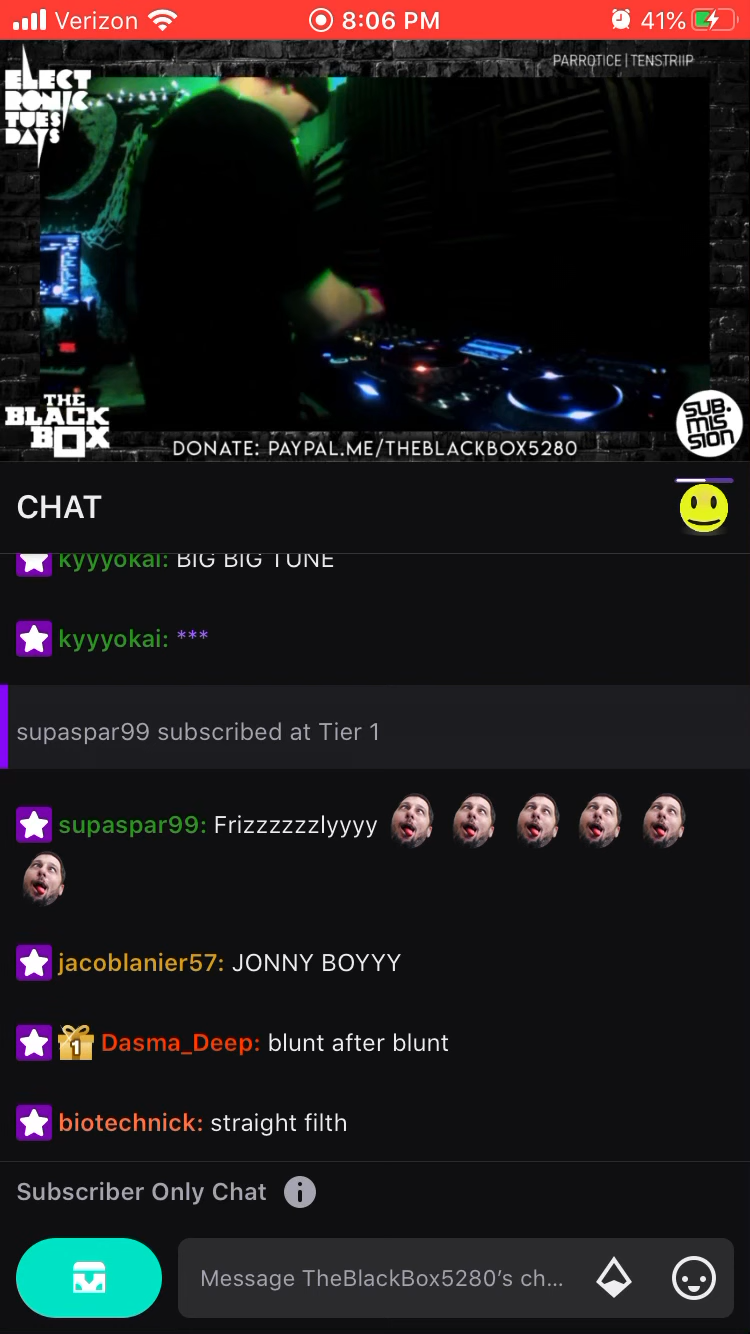 Verizon 8:06 PM 41%
PARROTICE | TENSTRIIP
ELECT
RONIC
TUES
DAYS
THE
BLACK
BOX
SUB.
MIS
SION
DONATE: PAYPAL.ME/THEBLACKBOX5280
CHAT
kyyyokai: BIG BIG TUNE
kyyyokai: ***
supaspar99 subscribed at Tier 1
supaspar99: Frizzzzzzlyyyy
jacoblanier57: JONNY BOYYY
1 Dasma_Deep: blunt after blunt
biotechnick: straight filth
Subscriber Only Chat i
Message TheBlackBox5280’s ch...